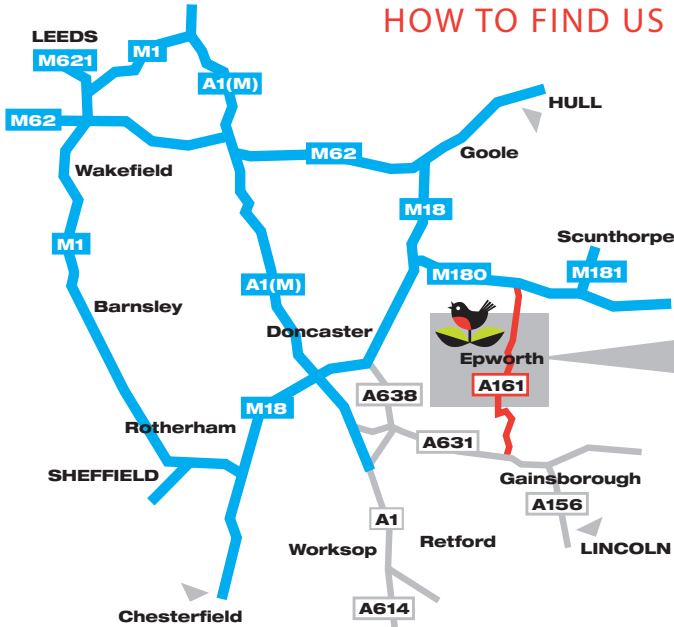 HOW TO FIND US
LEEDS
M1
M621
A1(M)
HULL
M62
M62
Goole
Wakefield
M18
Scunthorpe
M1
M180
M181
A1(M)
Barnsley
Doncaster
Epworth
A161
A638
M18
Rotherham
A631
SHEFFIELD
Gainsborough
A156
A1
Retford
Worksop
LINCOLN
Chesterfield
A614